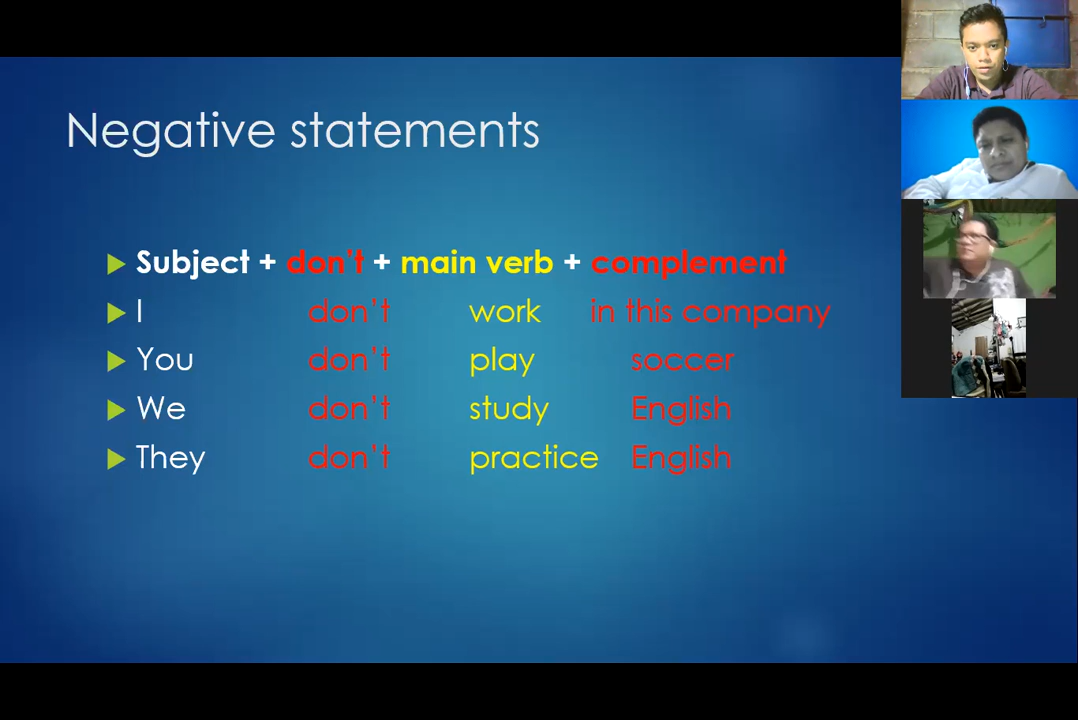 Negative statements
Subject + don't + main verb + complement
I don't work in this company
You don't play soccer
We don't study English
They don't practice English